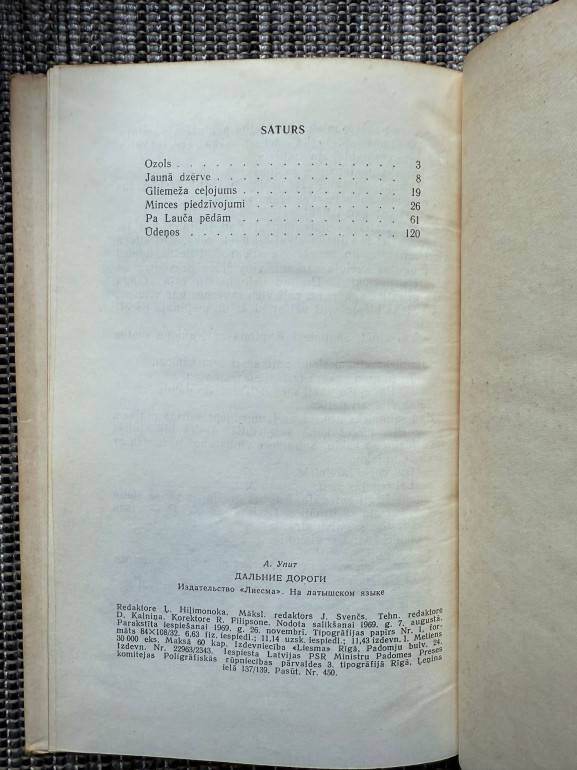 SATURS
Ozols . . . . . . . . . . . . . . . 3
Jaunā dzērve . . . . . . . . . . . . . 8
Gliemeža ceļojums . . . . . . . . . . . 19
Minces piedzīvojumi . . . . . . . . . . 26
Pa Lauča pēdām . . . . . . . . . . . 61
Ūdeņos . . . . . . . . . . . . . . 120
А. Упит
ДАЛЬНИЕ ДОРОГИ
Издательство «Лиесма». На латышском языке
Redaktore Ļ. Hiļimonoka. Māksl. redaktors J. Svenčs. Tehn. redaktore
D. Kalniņa. Korektore R. Filipsone. Nodota salikšanai 1969. g. 7. augustā.
Parakstīta iespiešanai 1969. g. 26. novembrī. Tipogrāfijas papīrs Nr. 1, for-
māts 84×108/32. 6,63 fiz. iespiedl.; 11,14 uzsk. iespiedl.; 11,43 izdevn. l. Metiens
30 000 eks. Maksā 60 kap. Izdevniecība «Liesma» Rīgā, Padomju bulv. 24.
Izdevn. Nr. 22963/2343. Iespiesta Latvijas PSR Ministru Padomes Preses
komitejas Poligrāfiskās rūpniecības pārvaldes 3. tipogrāfijā Rīgā, Ļeņina
ielā 137/139. Pasūt. Nr. 450.